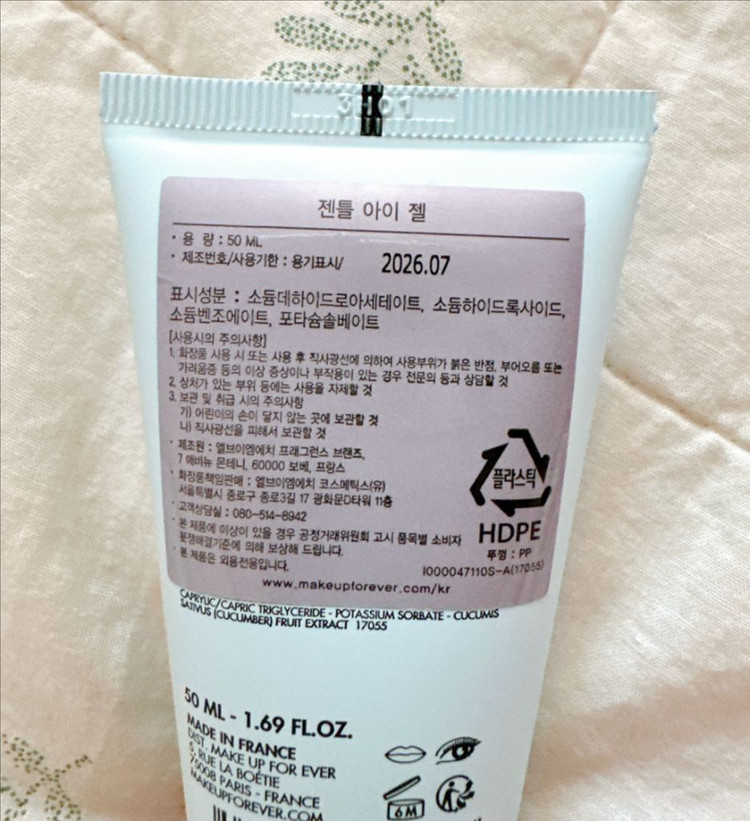 3H01
젠틀 아이 젤
· 용 량 : 50 ML
· 제조번호/사용기한 : 용기표시/ 2026.07
표시성분 : 소듐데하이드로아세테이트, 소듐하이드록사이드,
소듐벤조에이트, 포타슘솔베이트
[사용시의 주의사항]
1. 화장품 사용 시 또는 사용 후 직사광선에 의하여 사용부위가 붉은 반점, 부어오름 또는
가려움증 등의 이상 증상이나 부작용이 있는 경우 전문의 등과 상담할 것
2. 상처가 있는 부위 등에는 사용을 자제할 것
3. 보관 및 취급 시의 주의사항
가) 어린이의 손이 닿지 않는 곳에 보관할 것
나) 직사광선을 피해서 보관할 것
· 제조원 : 엘브이엠에치 프래그런스 브랜즈,
7 애비뉴 몬테니, 60000 보베, 프랑스
· 화장품책임판매 : 엘브이엠에치 코스메틱스(유)
서울특별시 종로구 종로3길 17 광화문D타워 11층
· 고객상담실 : 080-514-8942
· 본 제품에 이상이 있을 경우 공정거래위원회 고시 품목별 소비자
분쟁해결기준에 의해 보상해 드립니다.
· 본 제품은 외용전용입니다.
플라스틱
HDPE
뚜껑 : PP
I000047110S-A(17055)
www.makeupforever.com/kr
CAPRYLIC/CAPRIC TRIGLYCERIDE - POTASSIUM SORBATE - CUCUMIS
SATIVUS (CUCUMBER) FRUIT EXTRACT 17055
50 ML - 1.69 FL.OZ.
MADE IN FRANCE
DIST. MAKE UP FOR EVER
5, RUE LA BOÉTIE
75008 PARIS - FRANCE
MAKEUPFOREVER.COM
6M